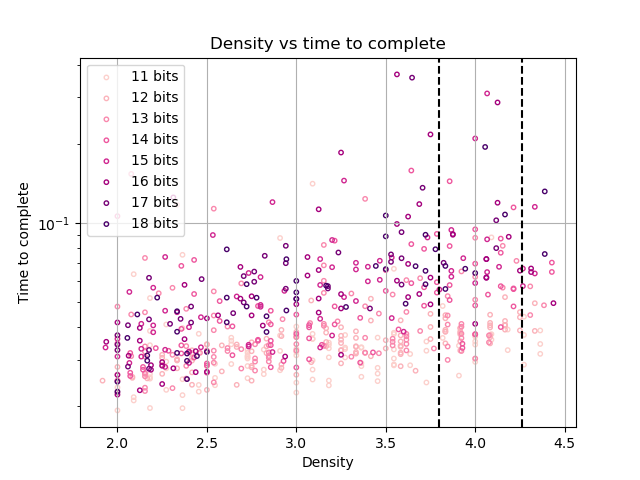 Density vs time to complete
11 bits
12 bits
13 bits
14 bits
15 bits
16 bits
17 bits
18 bits
Time to complete
10⁻¹
2.0 2.5 3.0 3.5 4.0 4.5
Density